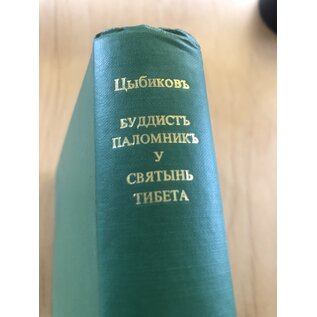 Цыбиковъ
БУДДИСТЪ
ПАЛОМНИКЪ
У
СВЯТЫНЬ
ТИБЕТА